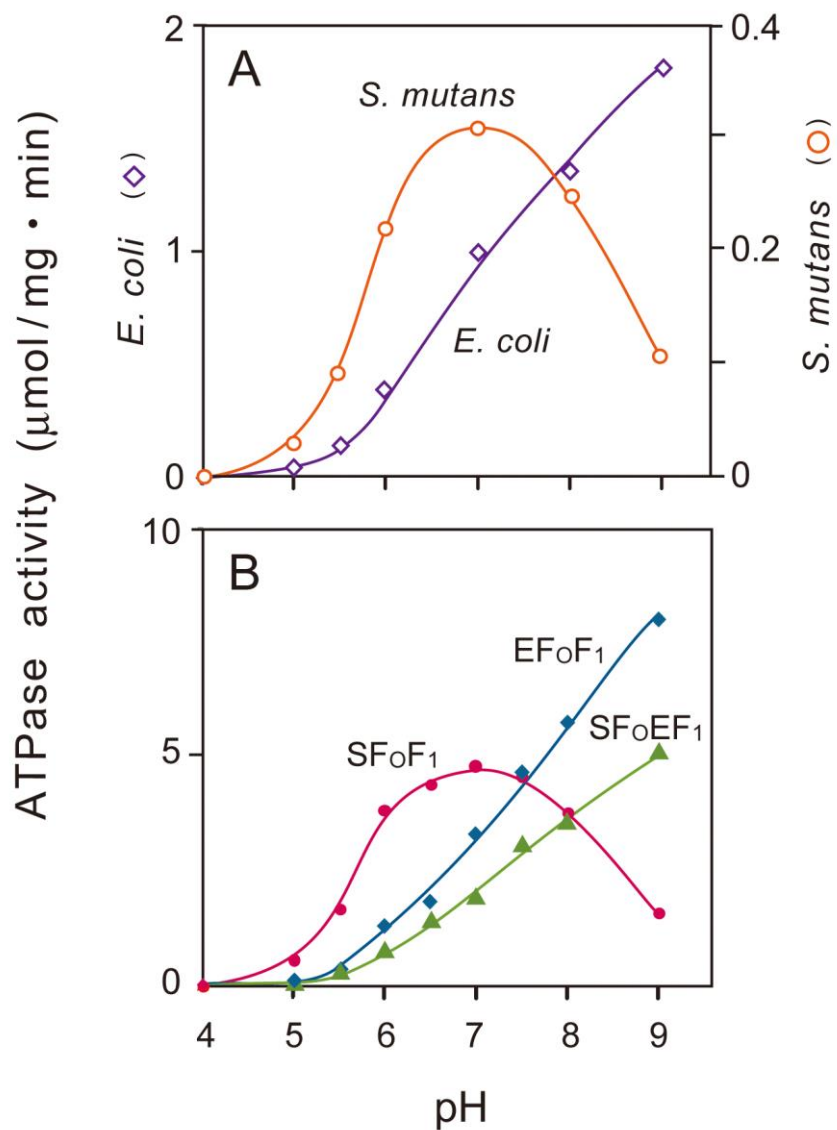 ATPase activity (μmol/mg・min)
E. coli (◇)
S. mutans (○)
2
1
0
0.4
0.2
0
A
S. mutans
E. coli
10
5
0
B
EFOF1
SFOF1
SFOEF1
4 5 6 7 8 9
pH